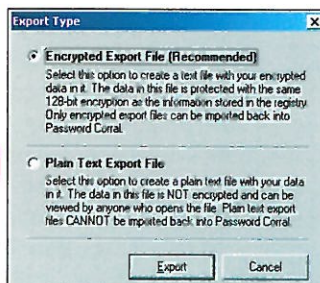 Export Type
Encrypted Export File (Recommended)
Select this option to create a text file with your encrypted
data in it. The data in this file is protected with the same
128-bit encryption as the information stored in the registry.
Only encrypted export files can be imported back into
Password Corral.
Plain Text Export File
Select this option to create a plain text file with your data
in it. The data in this file is NOT encrypted and can be
viewed by anyone who opens the file. Plain text export
files CANNOT be imported back into Password Corral.
Export
Cancel